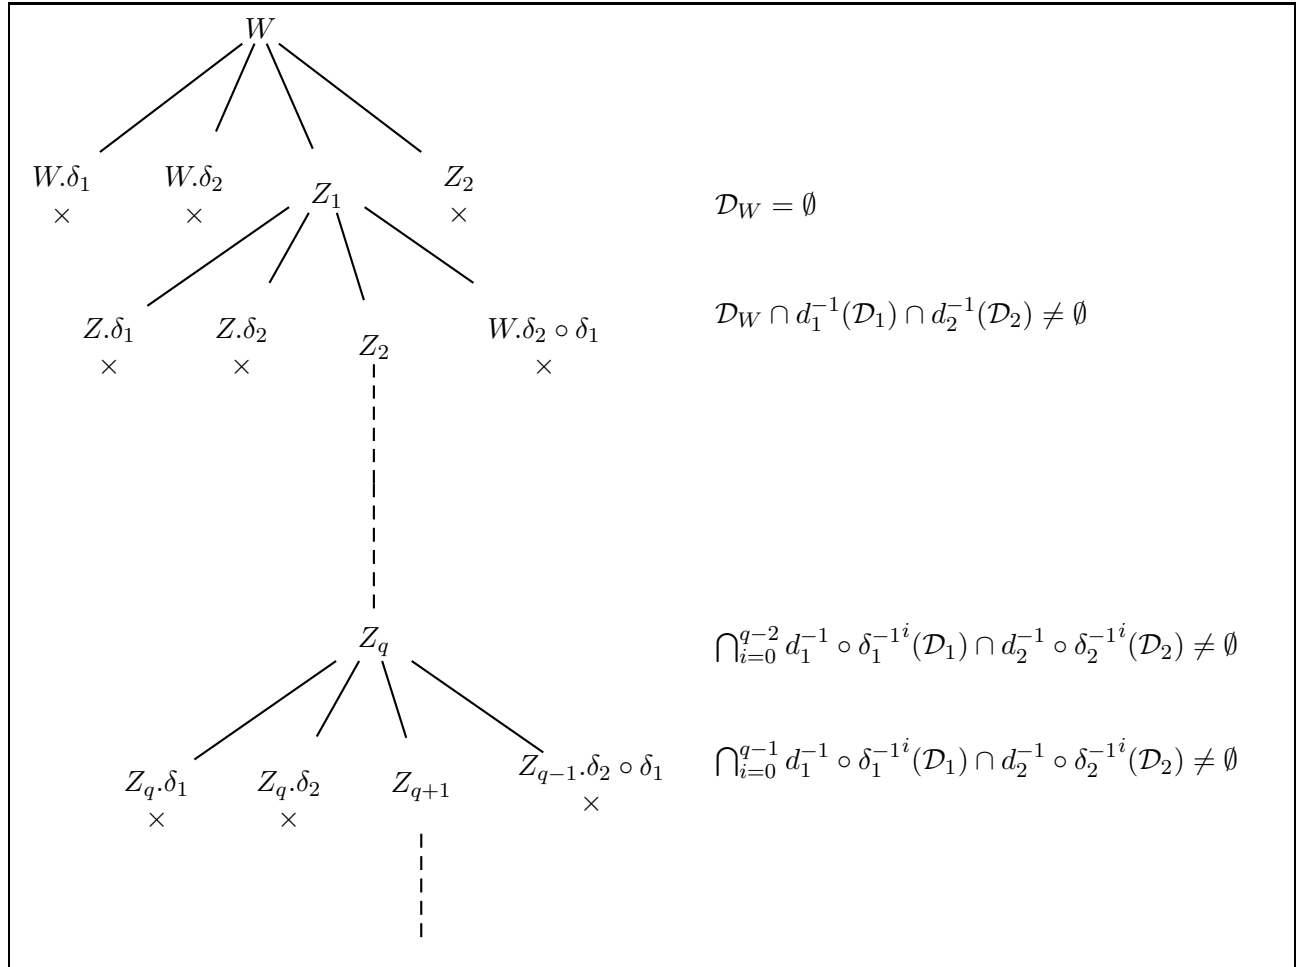 W
W.δ₁ W.δ₂ Z₁ Z₂
× × ×
𝒟_W = ∅
Z.δ₁ Z.δ₂ Z₂ W.δ₂ ∘ δ₁
× × ×
𝒟_W ∩ d₁⁻¹(𝒟₁) ∩ d₂⁻¹(𝒟₂) ≠ ∅
Z_q
⋂_{i=0}^{q−2} d₁⁻¹ ∘ δ₁⁻¹^i(𝒟₁) ∩ d₂⁻¹ ∘ δ₂⁻¹^i(𝒟₂) ≠ ∅
Z_q.δ₁ Z_q.δ₂ Z_{q+1} Z_{q−1}.δ₂ ∘ δ₁
× × ×
⋂_{i=0}^{q−1} d₁⁻¹ ∘ δ₁⁻¹^i(𝒟₁) ∩ d₂⁻¹ ∘ δ₂⁻¹^i(𝒟₂) ≠ ∅